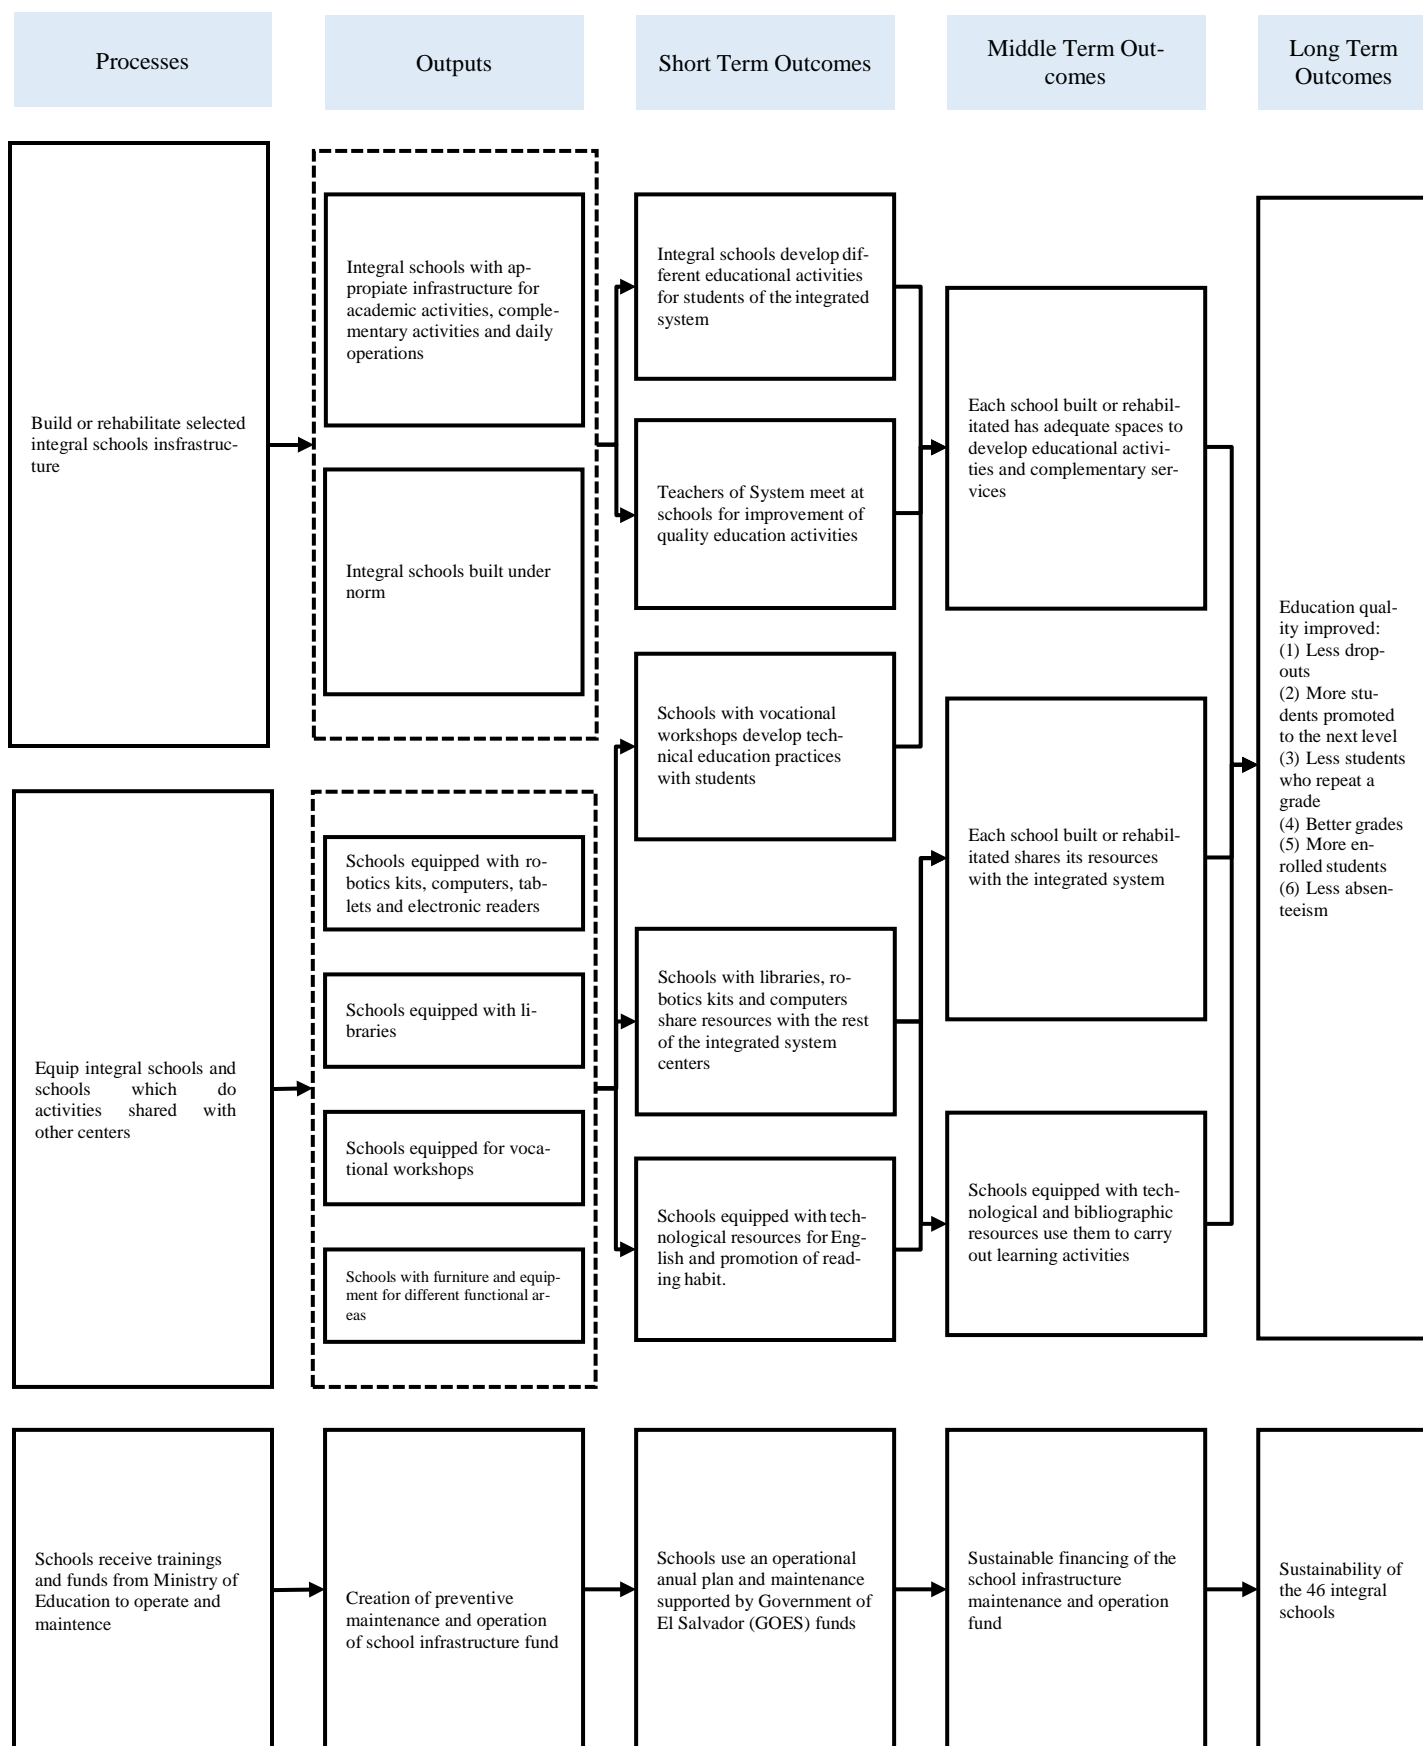 Processes
Outputs
Short Term Outcomes
Middle Term Out-
comes
Long Term
Outcomes
Build or rehabilitate selected
integral schools insfrastruc-
ture
Integral schools with ap-
propiate infrastructure for
academic activities, comple-
mentary activities and daily
operations
Integral schools built under
norm
Integral schools develop dif-
ferent educational activities
for students of the integrated
system
Teachers of System meet at
schools for improvement of
quality education activities
Schools with vocational
workshops develop tech-
nical education practices
with students
Each school built or rehabil-
itated has adequate spaces to
develop educational activi-
ties and complementary ser-
vices
Each school built or rehabil-
itated shares its resources
with the integrated system
Education qual-
ity improved:
(1) Less drop-
outs
(2) More stu-
dents promoted
to the next level
(3) Less students
who repeat a
grade
(4) Better grades
(5) More en-
rolled students
(6) Less absen-
teeism
Equip integral schools and
schools which do
activities shared with
other centers
Schools equipped with ro-
botics kits, computers, tab-
lets and electronic readers
Schools equipped with li-
braries
Schools equipped for voca-
tional workshops
Schools with furniture and equip-
ment for different functional ar-
eas
Schools with libraries, ro-
botics kits and computers
share resources with the rest
of the integrated system
centers
Schools equipped with tech-
nological resources for Eng-
lish and promotion of read-
ing habit.
Schools equipped with tech-
nological and bibliographic
resources use them to carry
out learning activities
Schools receive trainings
and funds from Ministry of
Education to operate and
maintence
Creation of preventive
maintenance and operation
of school infrastructure fund
Schools use an operational
anual plan and maintenance
supported by Government of
El Salvador (GOES) funds
Sustainable financing of the
school infrastructure
maintenance and operation
fund
Sustainability of
the 46 integral
schools